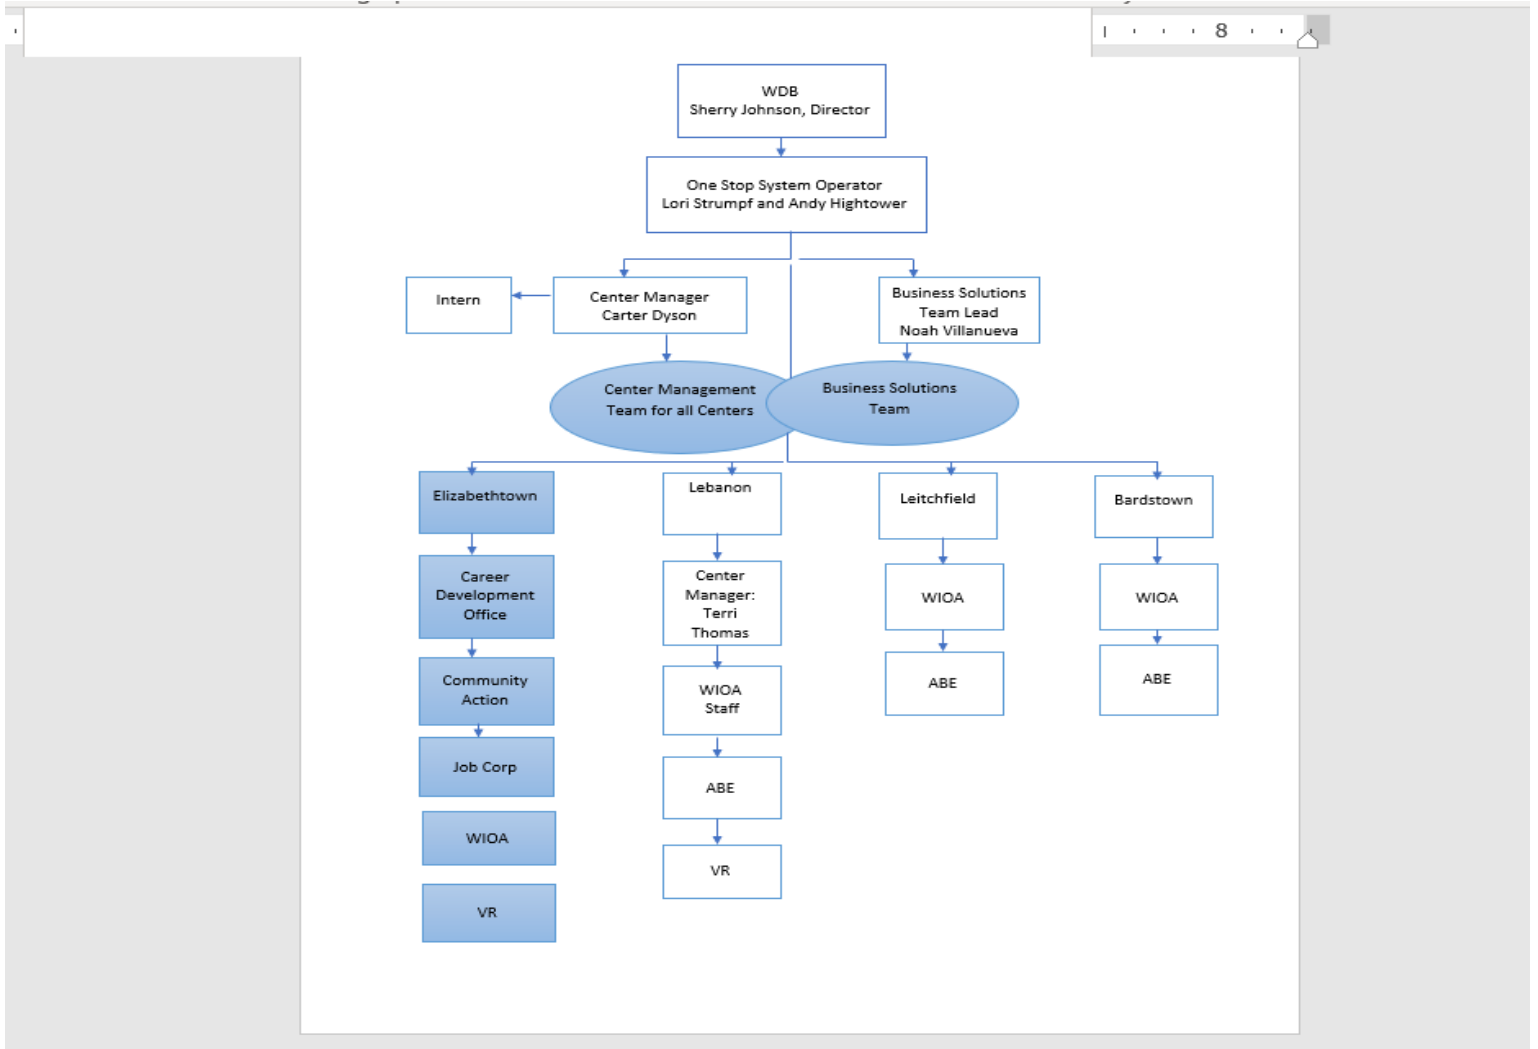 8
WDB
Sherry Johnson, Director
One Stop System Operator
Lori Strumpf and Andy Hightower
Intern
Center Manager
Carter Dyson
Business Solutions
Team Lead
Noah Villanueva
Center Management
Team for all Centers
Business Solutions
Team
Elizabethtown
Lebanon
Leitchfield
Bardstown
Career
Development
Office
Center
Manager:
Terri
Thomas
WIOA
WIOA
Community
Action
WIOA
Staff
ABE
ABE
Job Corp
ABE
WIOA
VR
VR